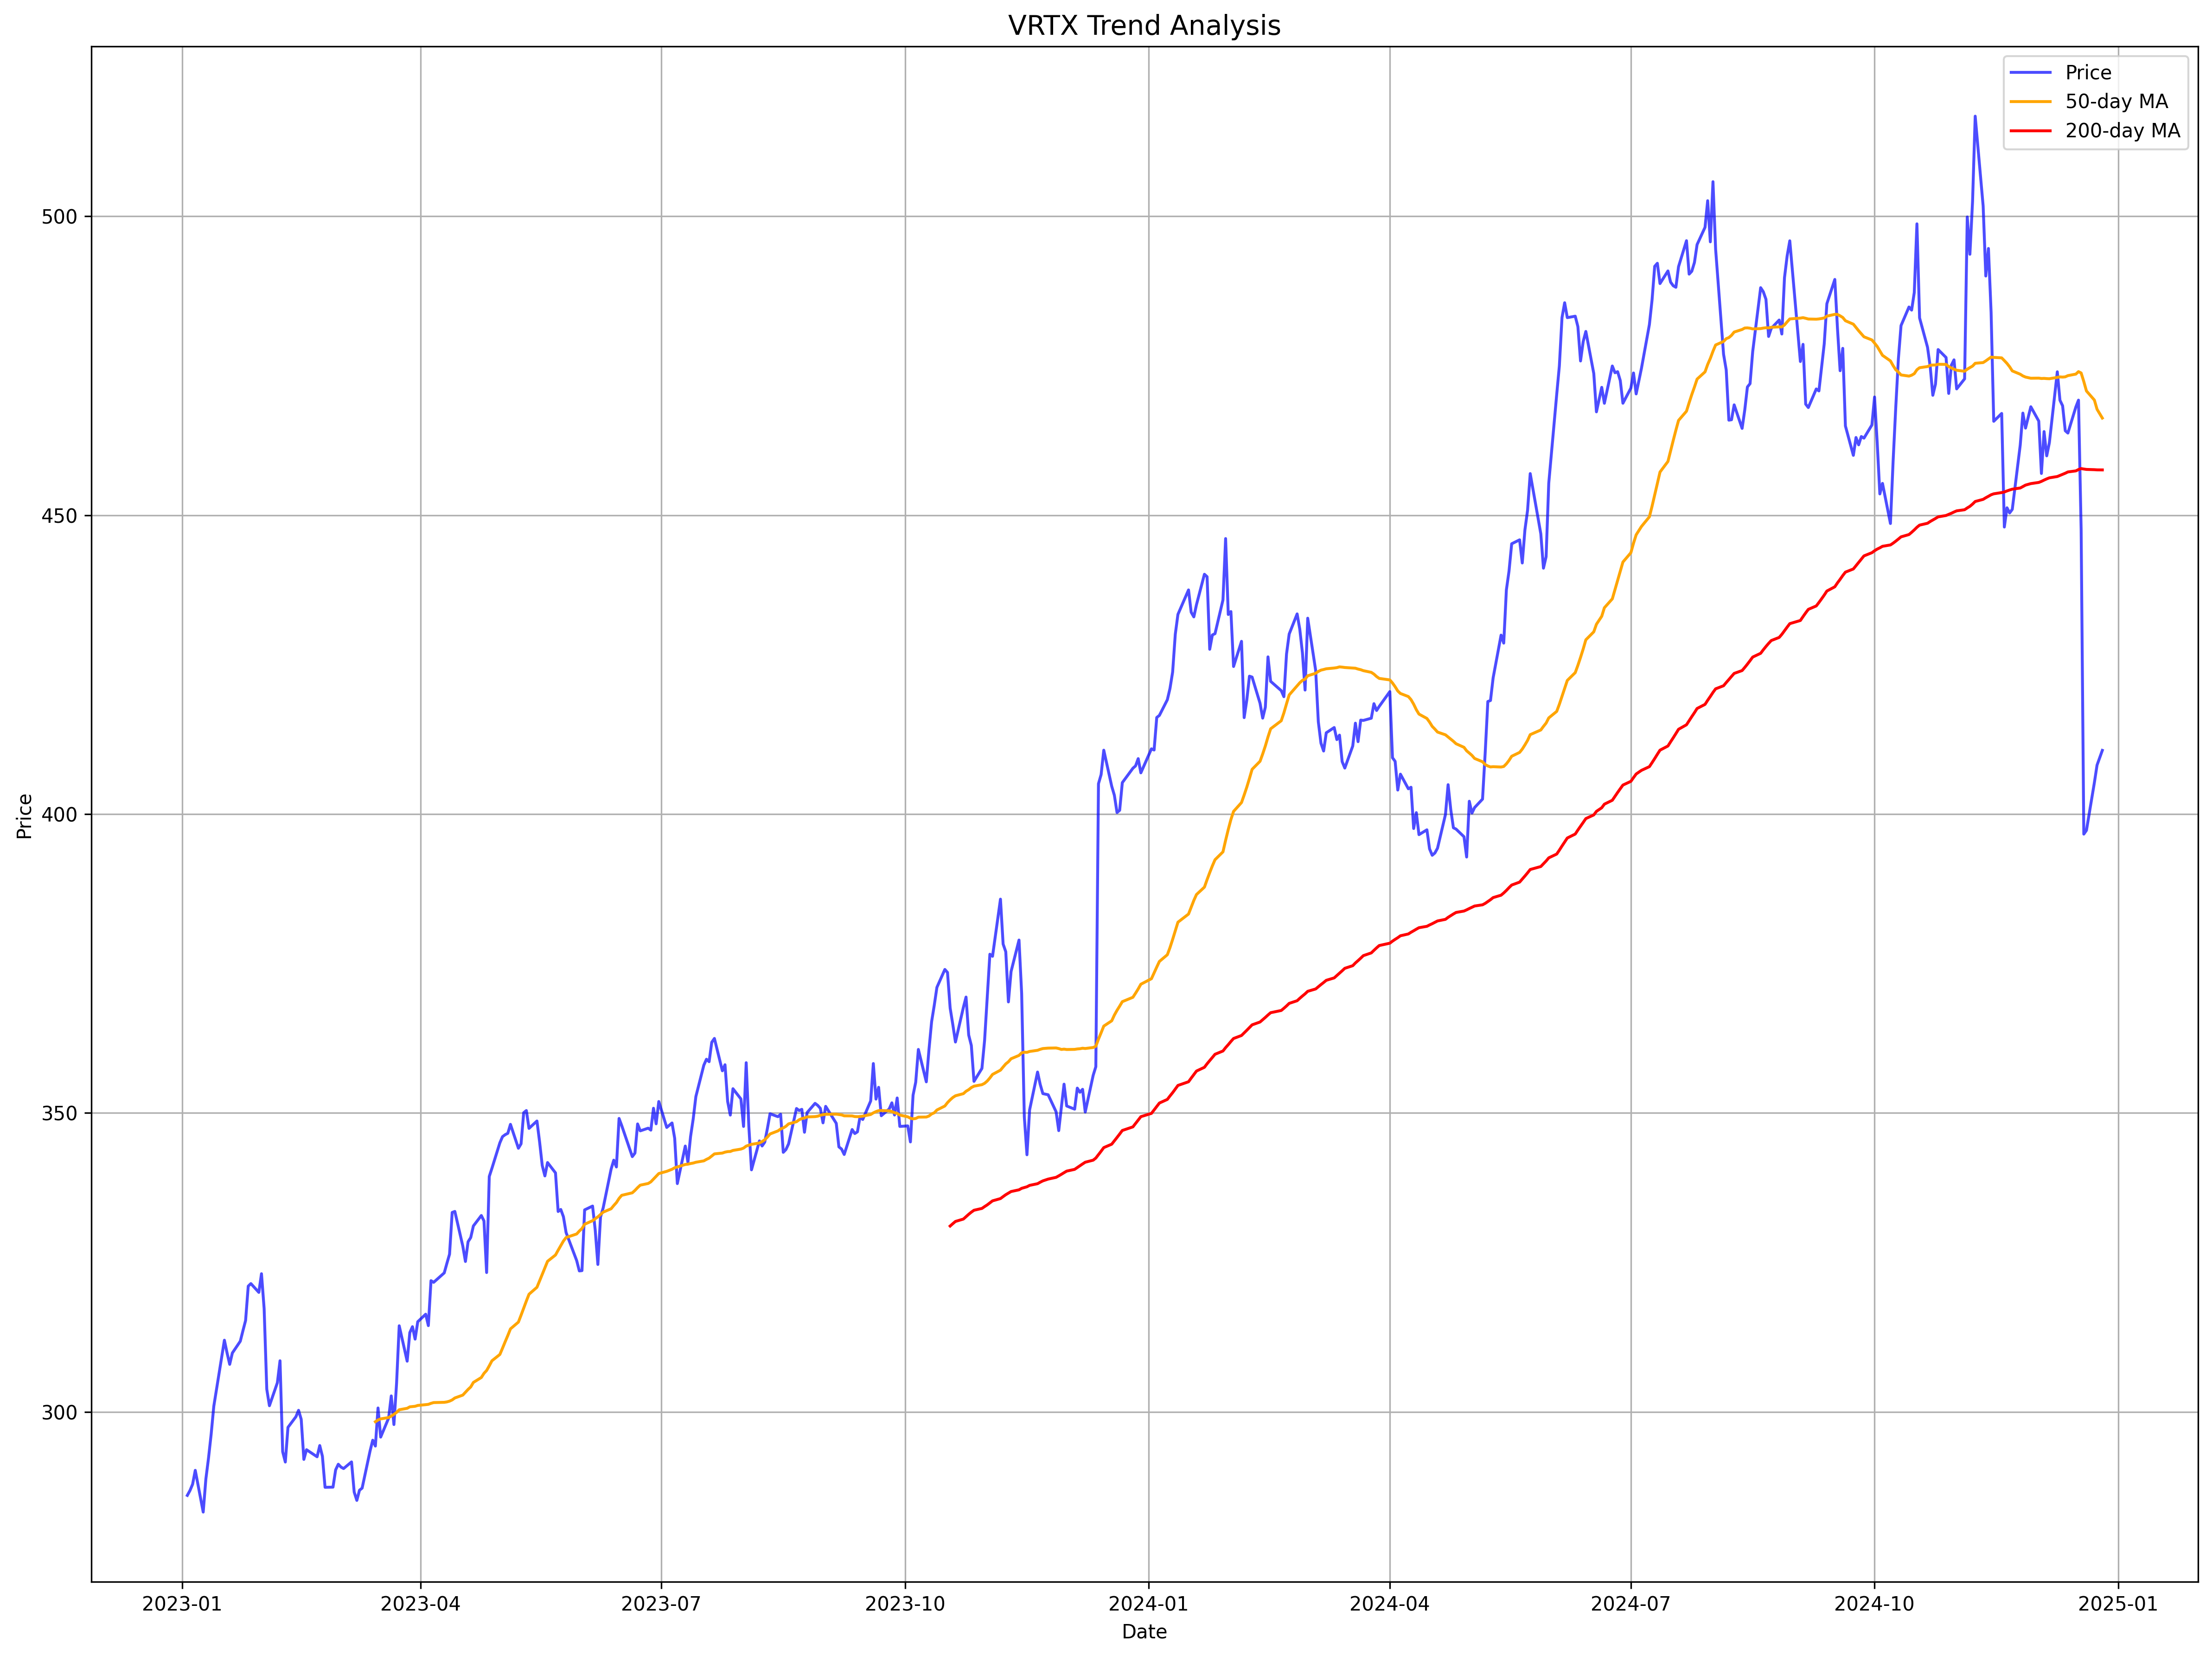 VRTX Trend Analysis
Price
50-day MA
200-day MA
500
450
400
350
300
Price
2023-01
2023-04
2023-07
2023-10
2024-01
2024-04
2024-07
2024-10
2025-01
Date